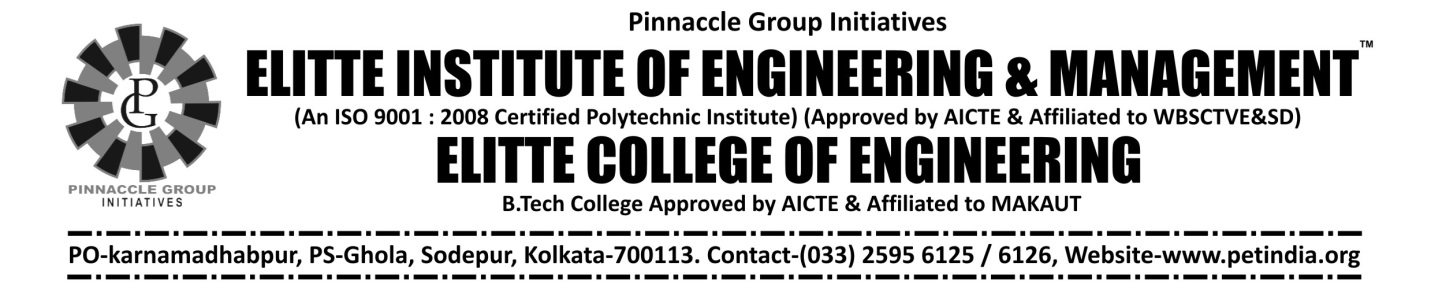 Pinnaccle Group Initiatives
ELITTE INSTITUTE OF ENGINEERING & MANAGEMENT™
(An ISO 9001 : 2008 Certified Polytechnic Institute) (Approved by AICTE & Affiliated to WBSCTVE&SD)
ELITTE COLLEGE OF ENGINEERING
B.Tech College Approved by AICTE & Affiliated to MAKAUT
PG
PINNACCLE GROUP
INITIATIVES
PO-karnamadhabpur, PS-Ghola, Sodepur, Kolkata-700113. Contact-(033) 2595 6125 / 6126, Website-www.petindia.org